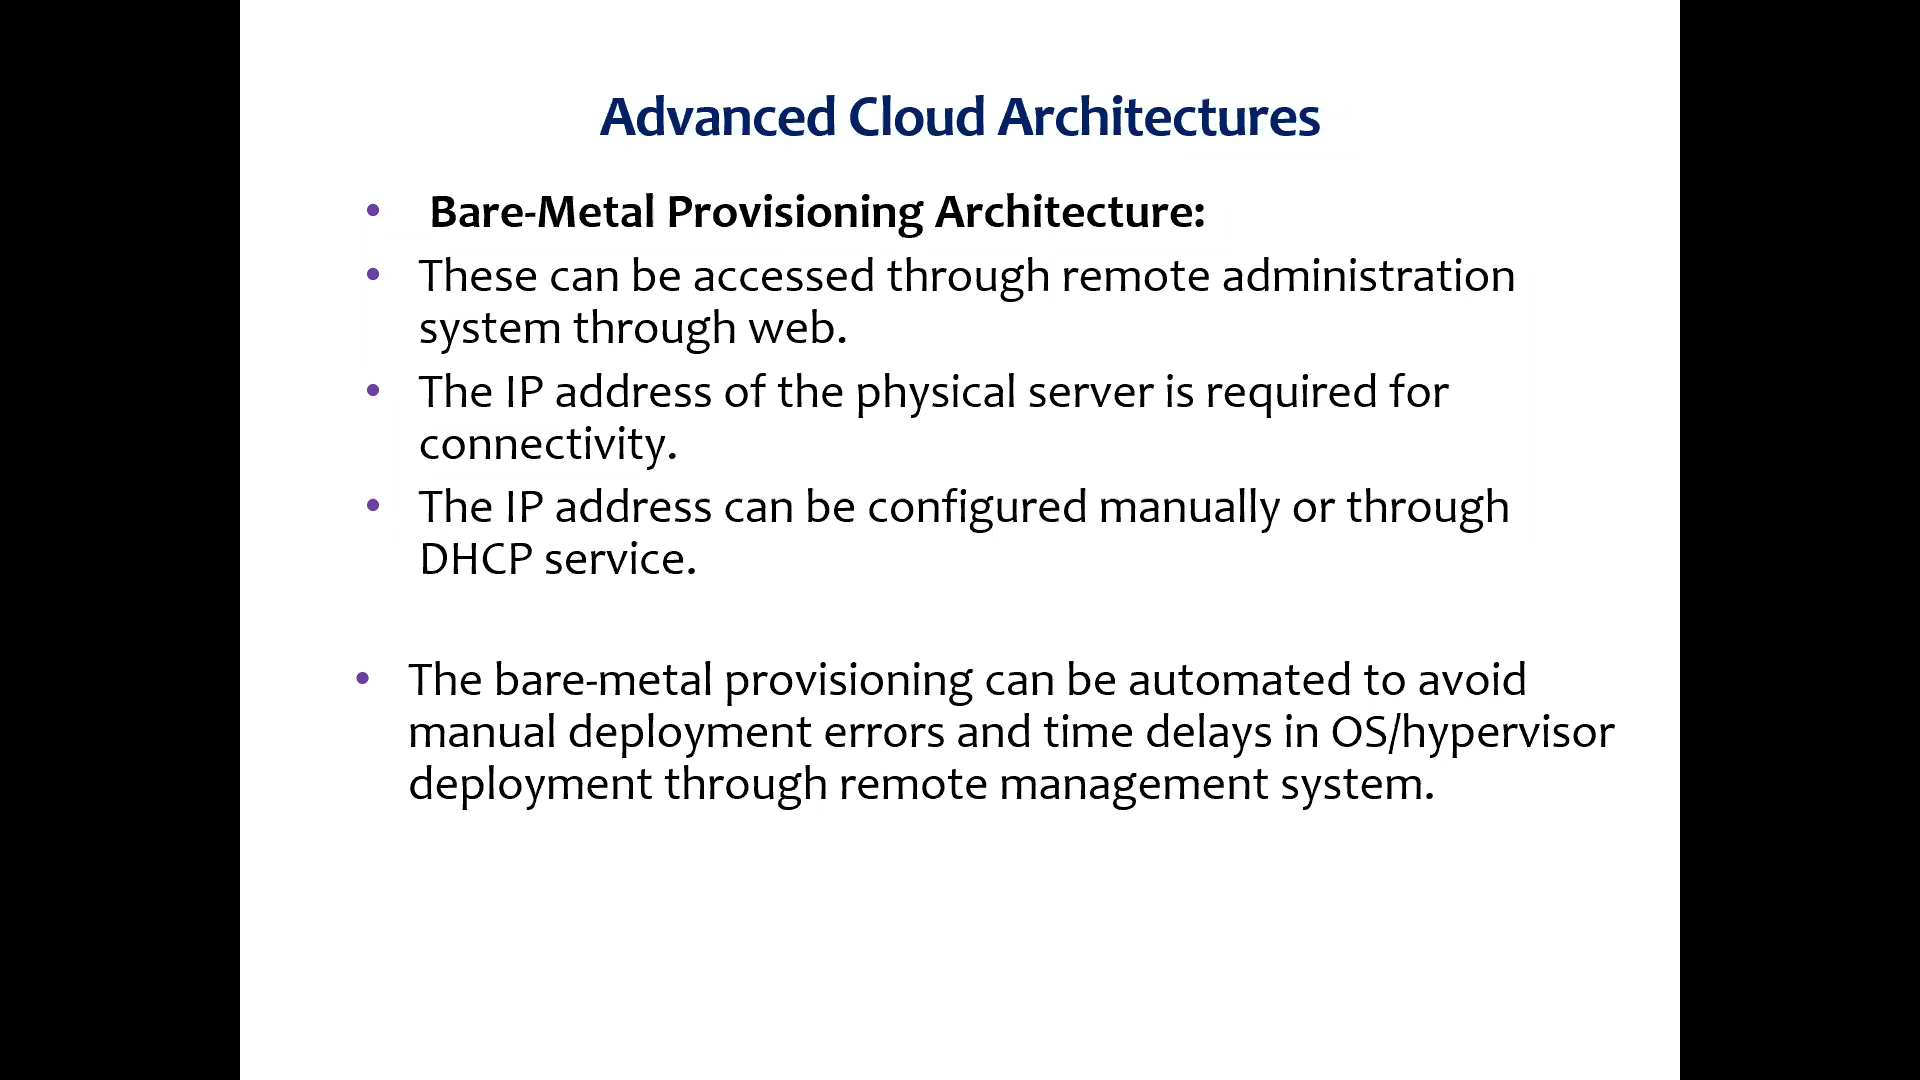 Advanced Cloud Architectures
• Bare-Metal Provisioning Architecture:
• These can be accessed through remote administration
system through web.
• The IP address of the physical server is required for
connectivity.
• The IP address can be configured manually or through
DHCP service.
• The bare-metal provisioning can be automated to avoid
manual deployment errors and time delays in OS/hypervisor
deployment through remote management system.